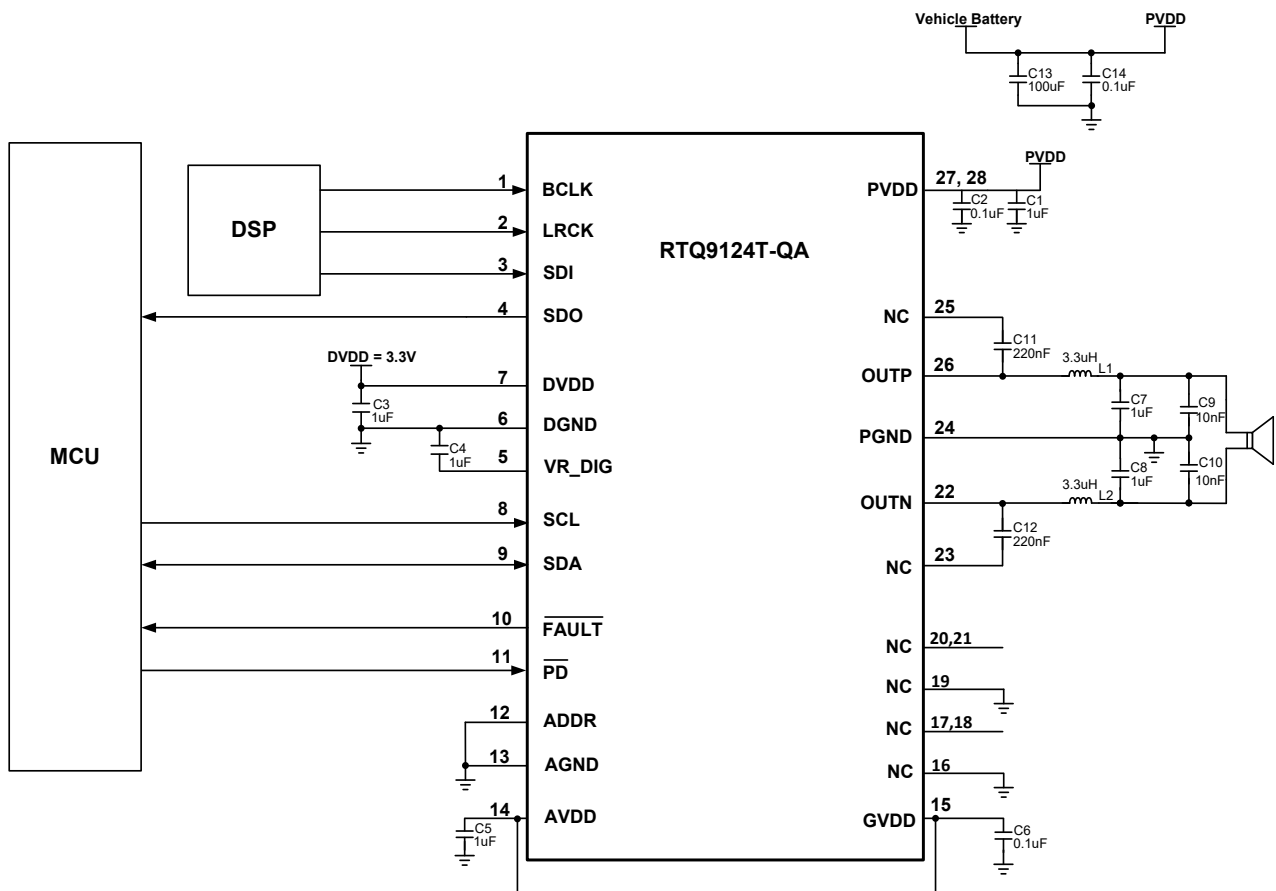 Vehicle Battery
PVDD
C13
100uF
C14
0.1uF
MCU
DSP
RTQ9124T-QA
1
BCLK
2
LRCK
3
SDI
4
SDO
DVDD = 3.3V
7
DVDD
C3
1uF
6
DGND
C4
1uF
5
VR_DIG
8
SCL
9
SDA
10
FAULT
11
PD
12
ADDR
13
AGND
14
AVDD
C5
1uF
PVDD
27, 28
PVDD
C2
0.1uF
C1
1uF
25
NC
C11
220nF
26
OUTP
3.3uH
L1
C7
1uF
C9
10nF
24
PGND
C8
1uF
C10
10nF
22
OUTN
3.3uH
L2
C12
220nF
23
NC
20,21
NC
19
NC
17,18
NC
16
NC
15
GVDD
C6
0.1uF